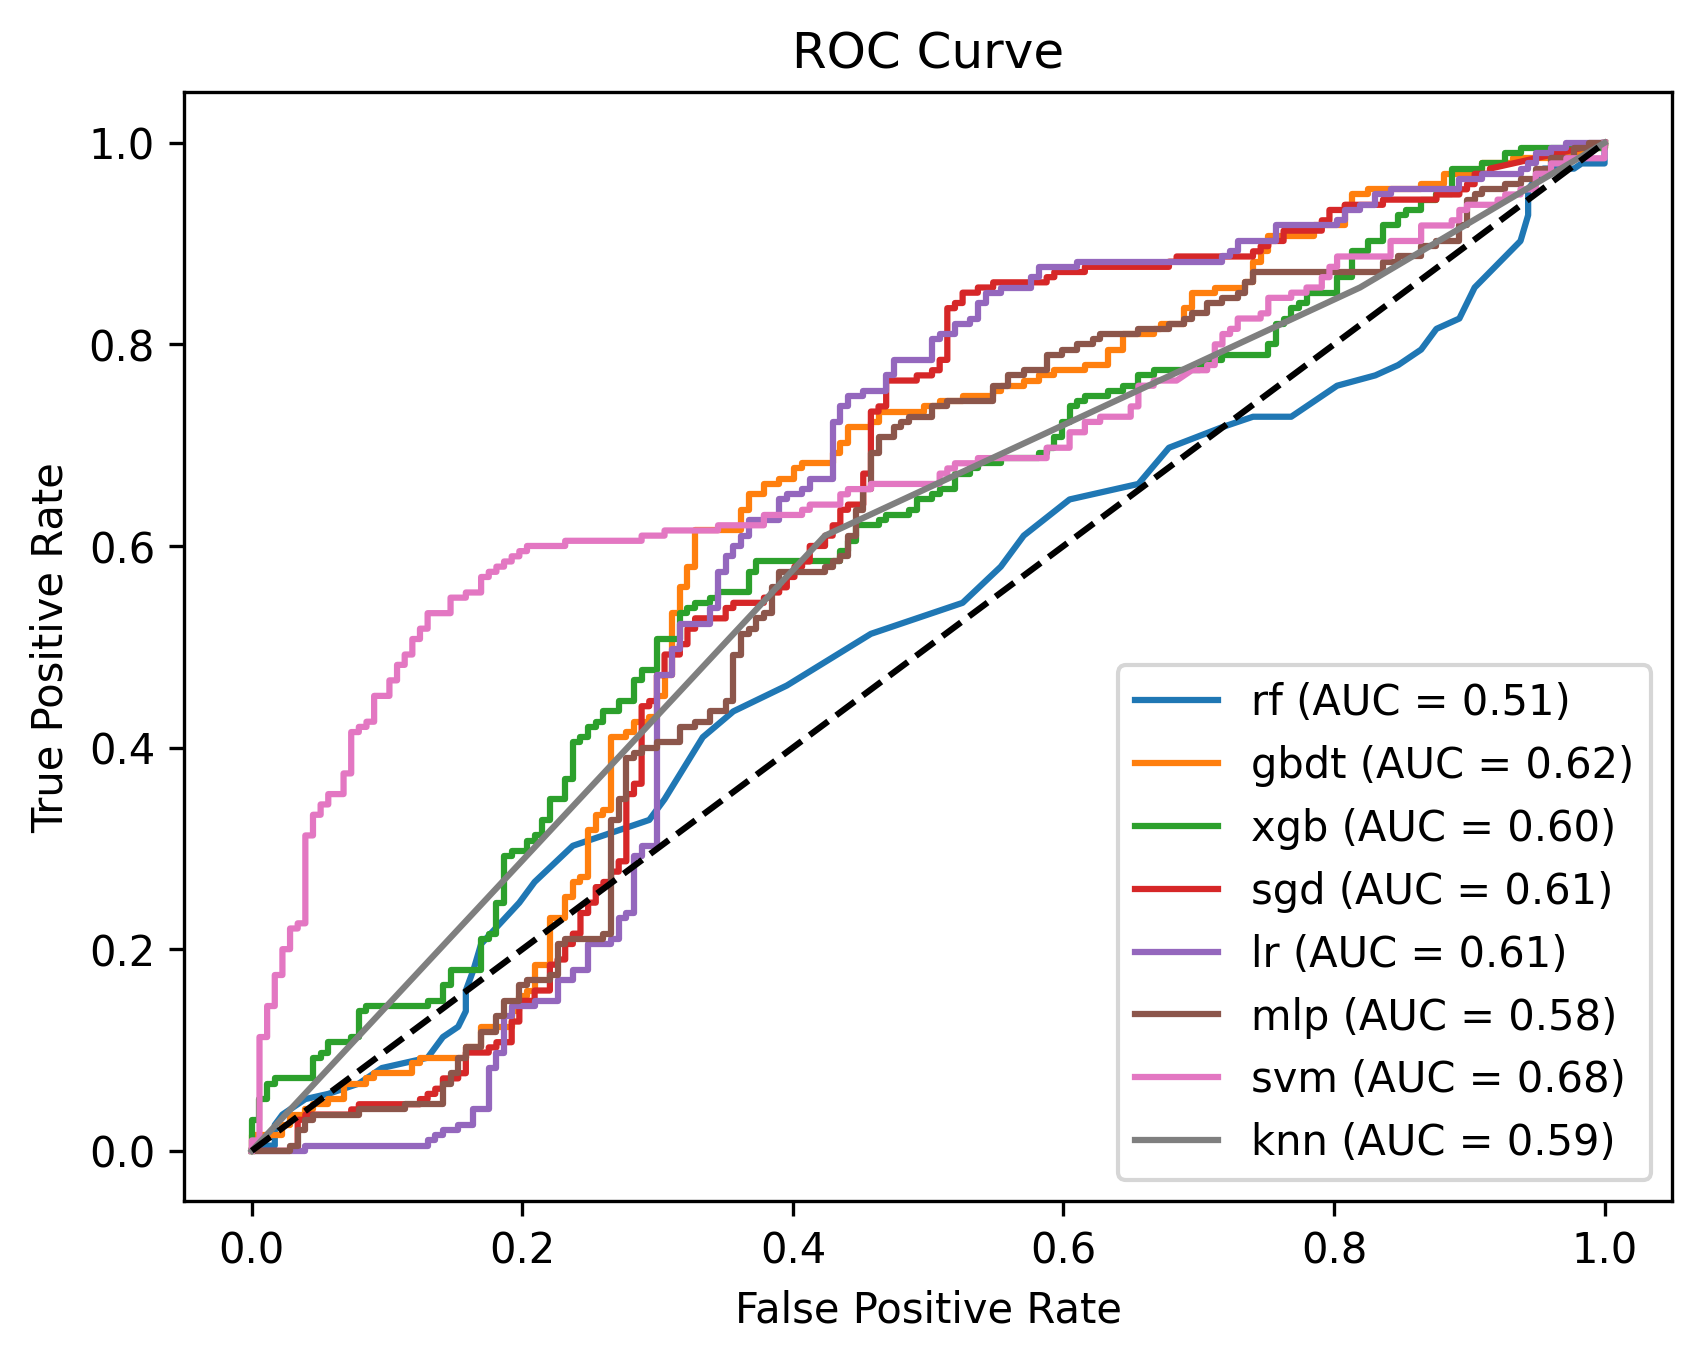 ROC Curve
True Positive Rate
1.0
0.8
0.6
0.4
0.2
0.0
rf (AUC = 0.51)
gbdt (AUC = 0.62)
xgb (AUC = 0.60)
sgd (AUC = 0.61)
lr (AUC = 0.61)
mlp (AUC = 0.58)
svm (AUC = 0.68)
knn (AUC = 0.59)
0.0 0.2 0.4 0.6 0.8 1.0
False Positive Rate